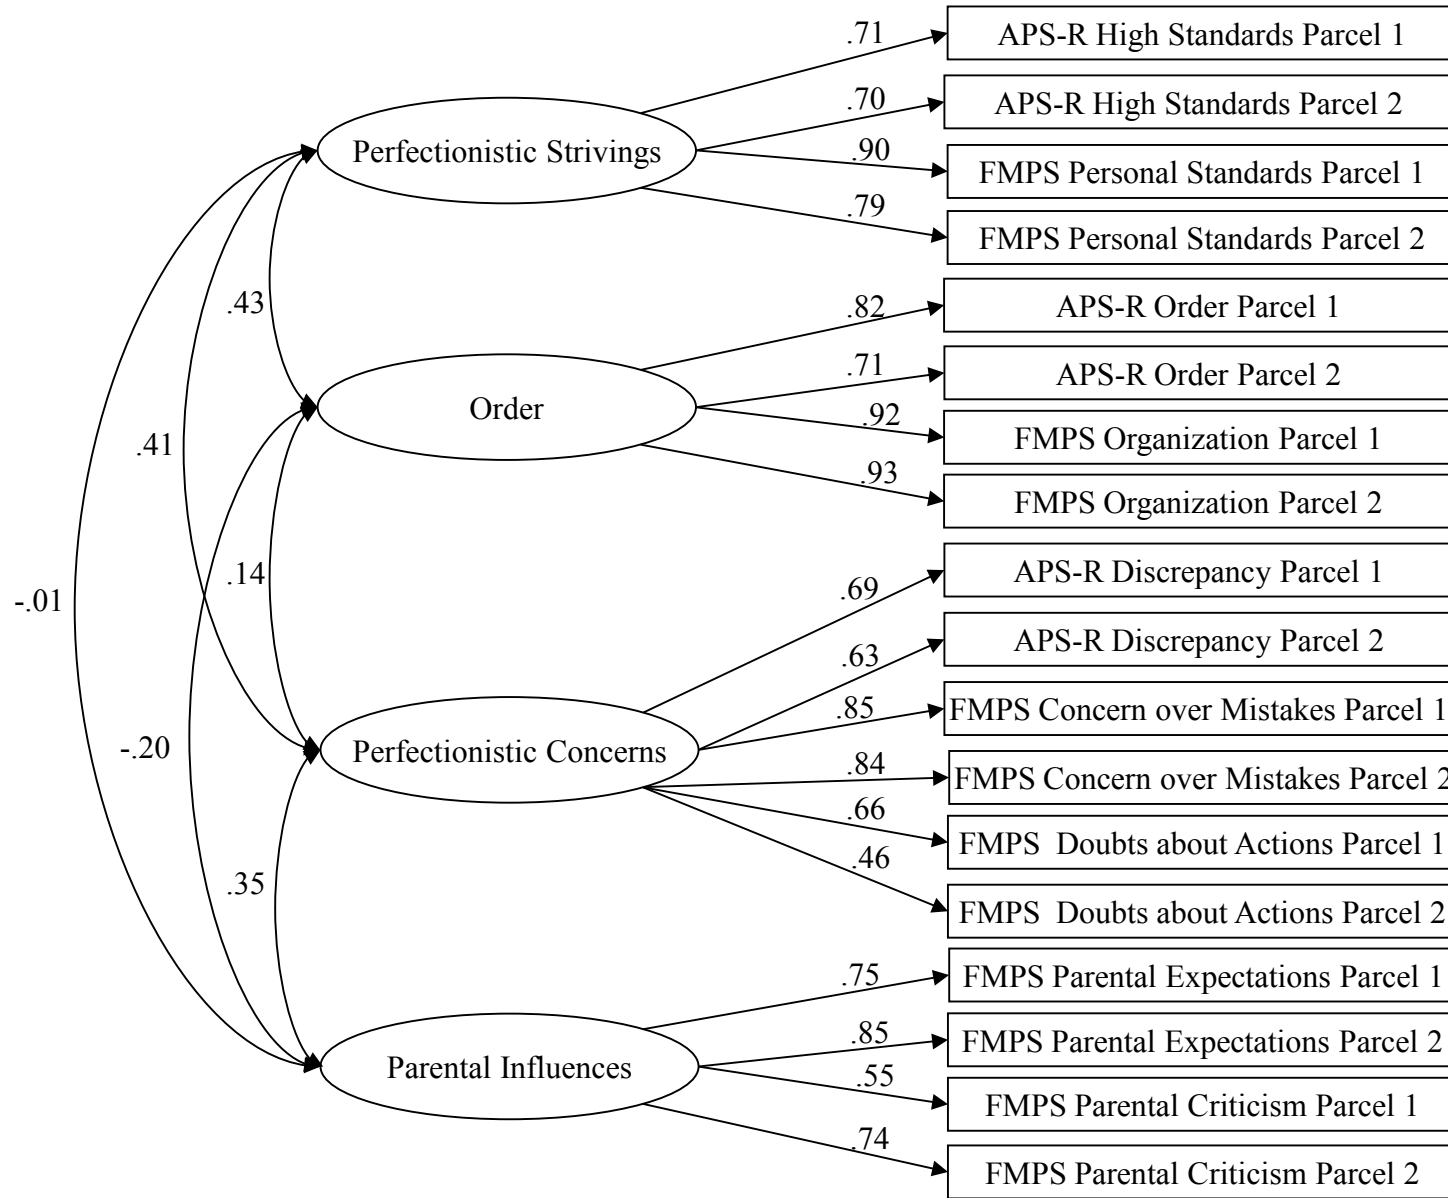 .71
APS-R High Standards Parcel 1
.70
APS-R High Standards Parcel 2
Perfectionistic Strivings
.90
FMPS Personal Standards Parcel 1
.79
FMPS Personal Standards Parcel 2
.43
.82
APS-R Order Parcel 1
.71
APS-R Order Parcel 2
Order
.92
FMPS Organization Parcel 1
.41
.93
FMPS Organization Parcel 2
.14
.69
APS-R Discrepancy Parcel 1
-.01
.63
APS-R Discrepancy Parcel 2
.85
FMPS Concern over Mistakes Parcel 1
-.20
Perfectionistic Concerns
.84
FMPS Concern over Mistakes Parcel 2
.66
FMPS  Doubts about Actions Parcel 1
.46
.35
FMPS  Doubts about Actions Parcel 2
.75
FMPS Parental Expectations Parcel 1
.85
FMPS Parental Expectations Parcel 2
Parental Influences
.55
FMPS Parental Criticism Parcel 1
.74
FMPS Parental Criticism Parcel 2